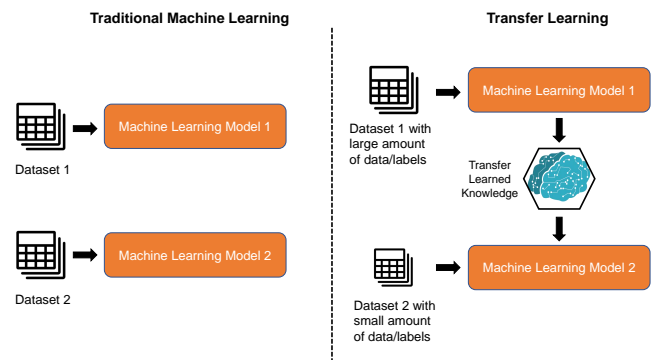 Traditional Machine Learning
Machine Learning Model 1
Dataset 1
Machine Learning Model 2
Dataset 2
Transfer Learning
Machine Learning Model 1
Dataset 1 with
large amount
of data/labels
Transfer
Learned
Knowledge
Machine Learning Model 2
Dataset 2 with
small amount
of data/labels